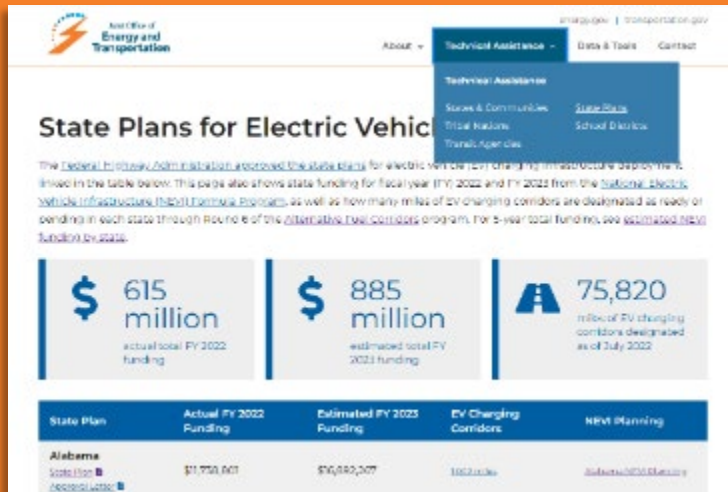 Joint Office of
Energy and
Transportation
energy.gov | transportation.gov
About
Technical Assistance
Data & Tools
Contact
Technical Assistance
States & Communities
State Plans
Tribal Nations
School Districts
Transit Agencies
State Plans for Electric Vehic
The Federal Highway Administration approved the state plans for electric vehicle (EV) charging infrastructure deployment
linked in the table below. This page also shows state funding for fiscal year (FY) 2022 and FY 2023 from the National Electric
Vehicle Infrastructure (NEVI) Formula Program, as well as how many miles of EV charging corridors are designated as ready or
pending in each state through Round 6 of the Alternative Fuel Corridors program. For 5-year total funding, see estimated NEVI
funding by state.
$ 615
million
actual total FY 2022
funding
$ 885
million
estimated total FY
2023 funding
75,820
miles of EV charging
corridors designated
as of July 2022
State Plan
Actual FY 2022
Funding
Estimated FY 2023
Funding
EV Charging
Corridors
NEVI Planning
Alabama
State Plan
Approval Letter
miles
Alabama NEVI Planning